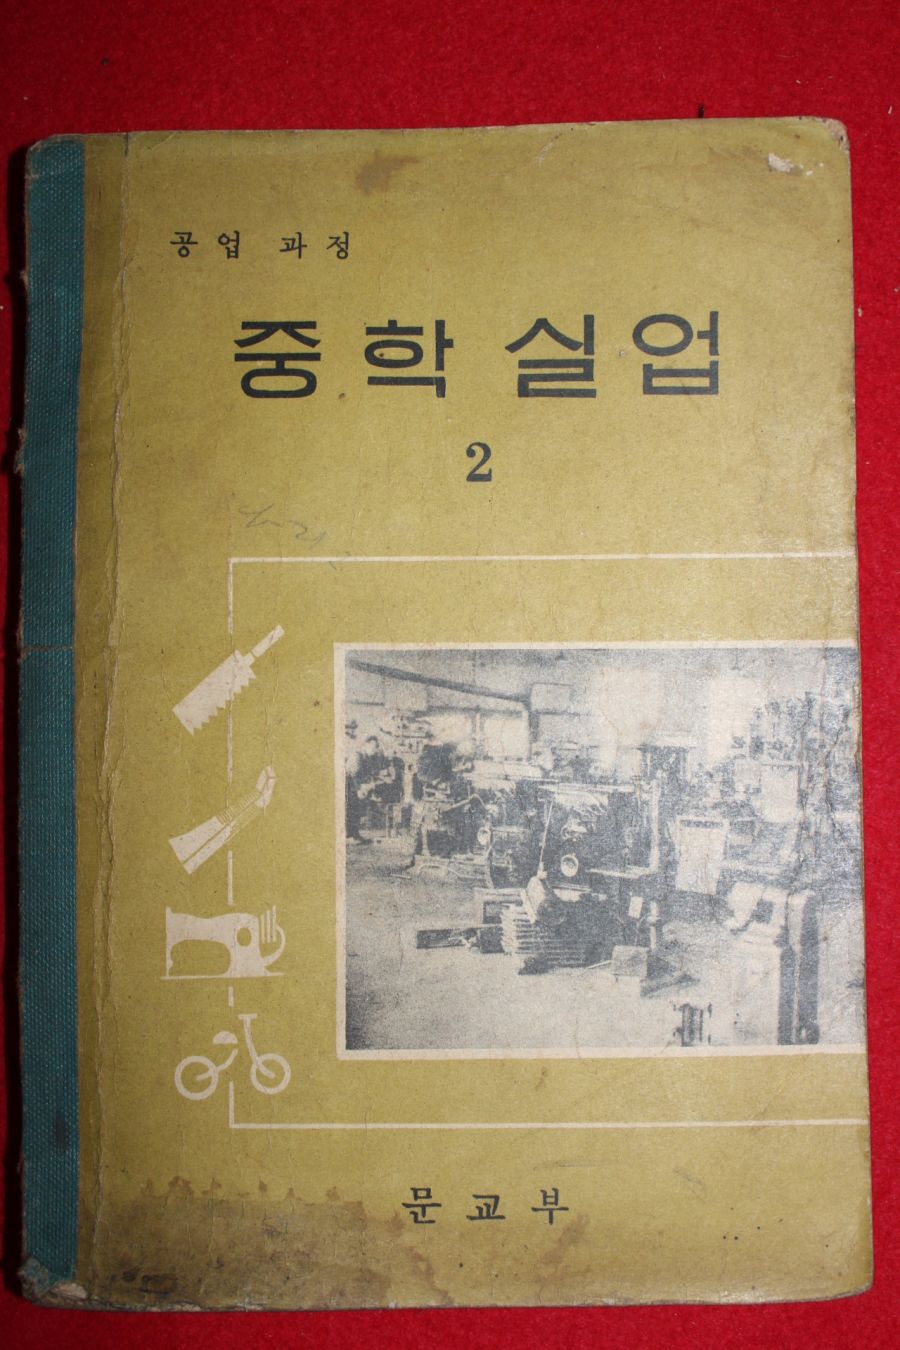 공업 과정
중학 실업
2
문교부